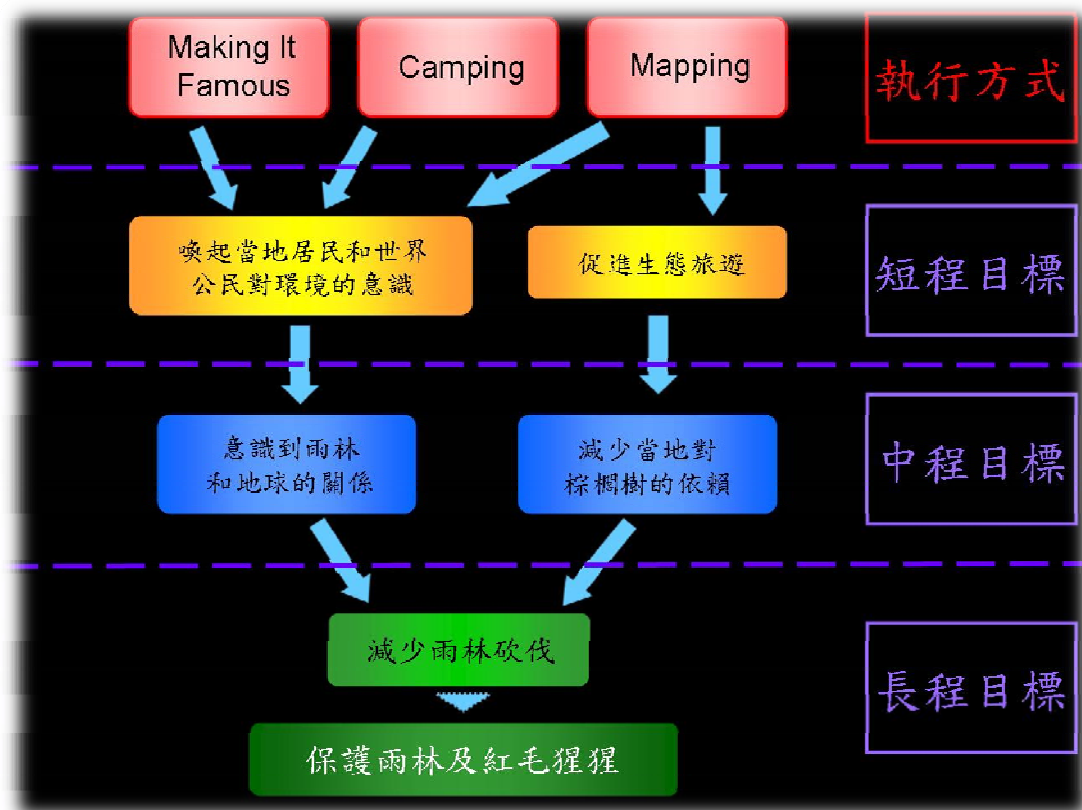 Making It
Famous
Camping
Mapping
執行方式
喚起當地居民和世界
公民對環境的意識
促進生態旅遊
短程目標
意識到雨林
和地球的關係
減少當地對
棕櫚樹的依賴
中程目標
減少雨林砍伐
長程目標
保護雨林及紅毛猩猩